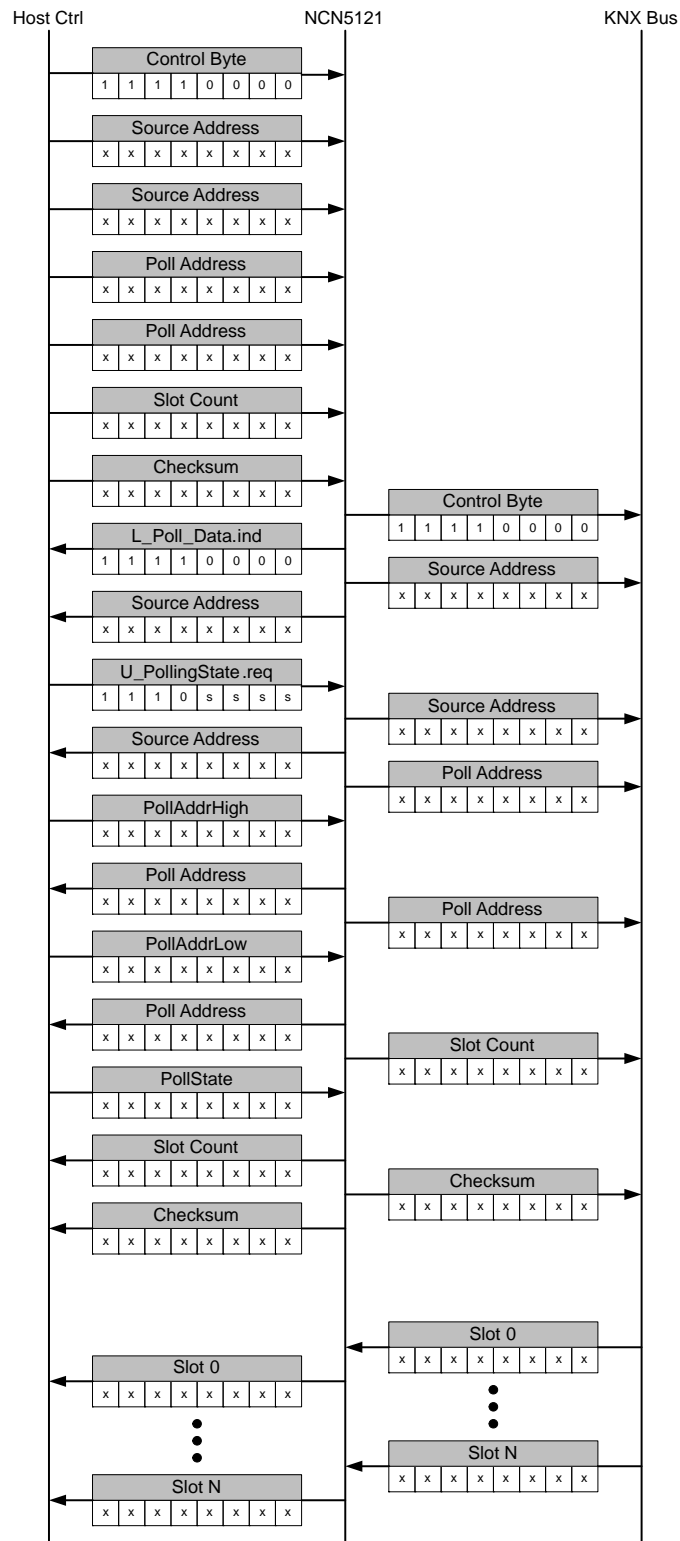 Host Ctrl NCN5121 KNX Bus
Control Byte
1 1 1 1 0 0 0 0
Source Address
x x x x x x x x
Source Address
x x x x x x x x
Poll Address
x x x x x x x x
Poll Address
x x x x x x x x
Slot Count
x x x x x x x x
Checksum
x x x x x x x x
Control Byte
1 1 1 1 0 0 0 0
L_Poll_Data.ind
1 1 1 1 0 0 0 0
Source Address
x x x x x x x x
Source Address
x x x x x x x x
U_PollingState.req
1 1 1 0 s s s s
Source Address
x x x x x x x x
Source Address
x x x x x x x x
Poll Address
x x x x x x x x
PollAddrHigh
x x x x x x x x
Poll Address
x x x x x x x x
Poll Address
x x x x x x x x
PollAddrLow
x x x x x x x x
Poll Address
x x x x x x x x
Slot Count
x x x x x x x x
PollState
x x x x x x x x
Slot Count
x x x x x x x x
Checksum
x x x x x x x x
Checksum
x x x x x x x x
Slot 0
x x x x x x x x
Slot 0
x x x x x x x x
Slot N
x x x x x x x x
Slot N
x x x x x x x x